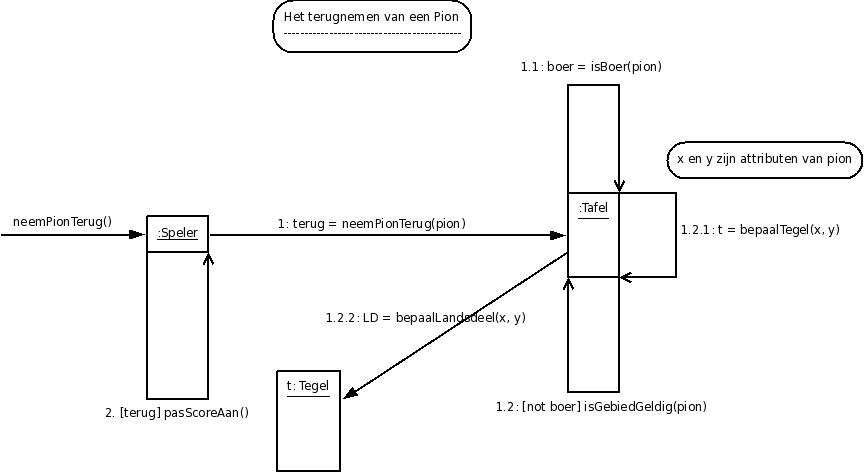 Het terugnemen van een Pion
1.1: boer = isBoer(pion)
x en y zijn attributen van pion
neemPionTerug()
:Speler
1: terug = neemPionTerug(pion)
:Tafel
1.2.1: t = bepaalTegel(x, y)
1.2.2: LD = bepaalLandsdeel(x, y)
t: Tegel
2. [terug] pasScoreAan()
1.2: [not boer] isGebiedGeldig(pion)